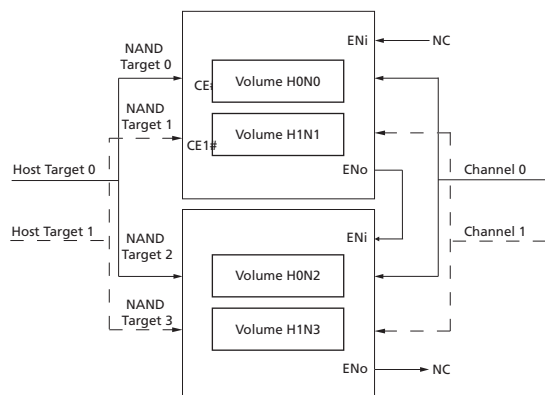 NAND
Target 0
ENi
NC
CE#
Volume H0N0
NAND
Target 1
Volume H1N1
CE1#
ENo
Host Target 0
Channel 0
Host Target 1
Channel 1
NAND
Target 2
ENi
Volume H0N2
NAND
Target 3
Volume H1N3
ENo
NC